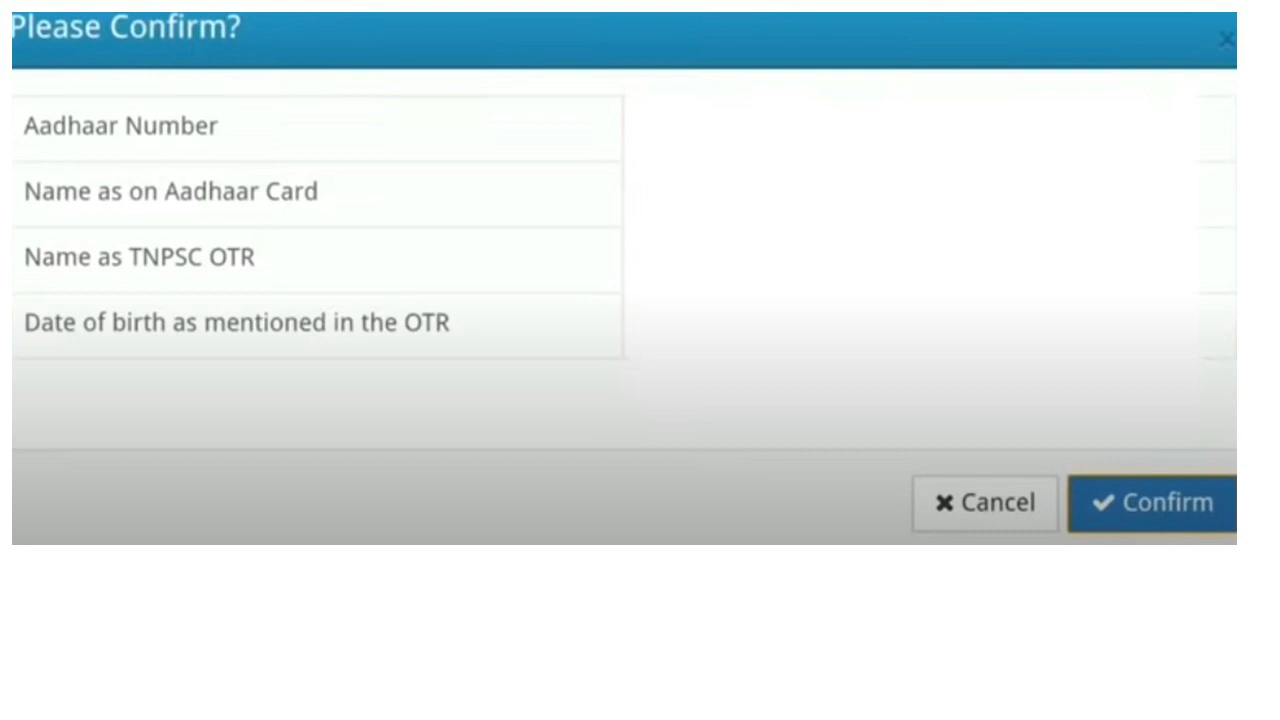 Please Confirm?
Aadhaar Number
Name as on Aadhaar Card
Name as TNPSC OTR
Date of birth as mentioned in the OTR
Cancel
Confirm